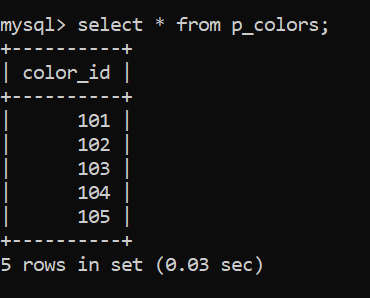 mysql> select * from p_colors;
+----------+
| color_id |
+----------+
|      101 |
|      102 |
|      103 |
|      104 |
|      105 |
+----------+
5 rows in set (0.03 sec)